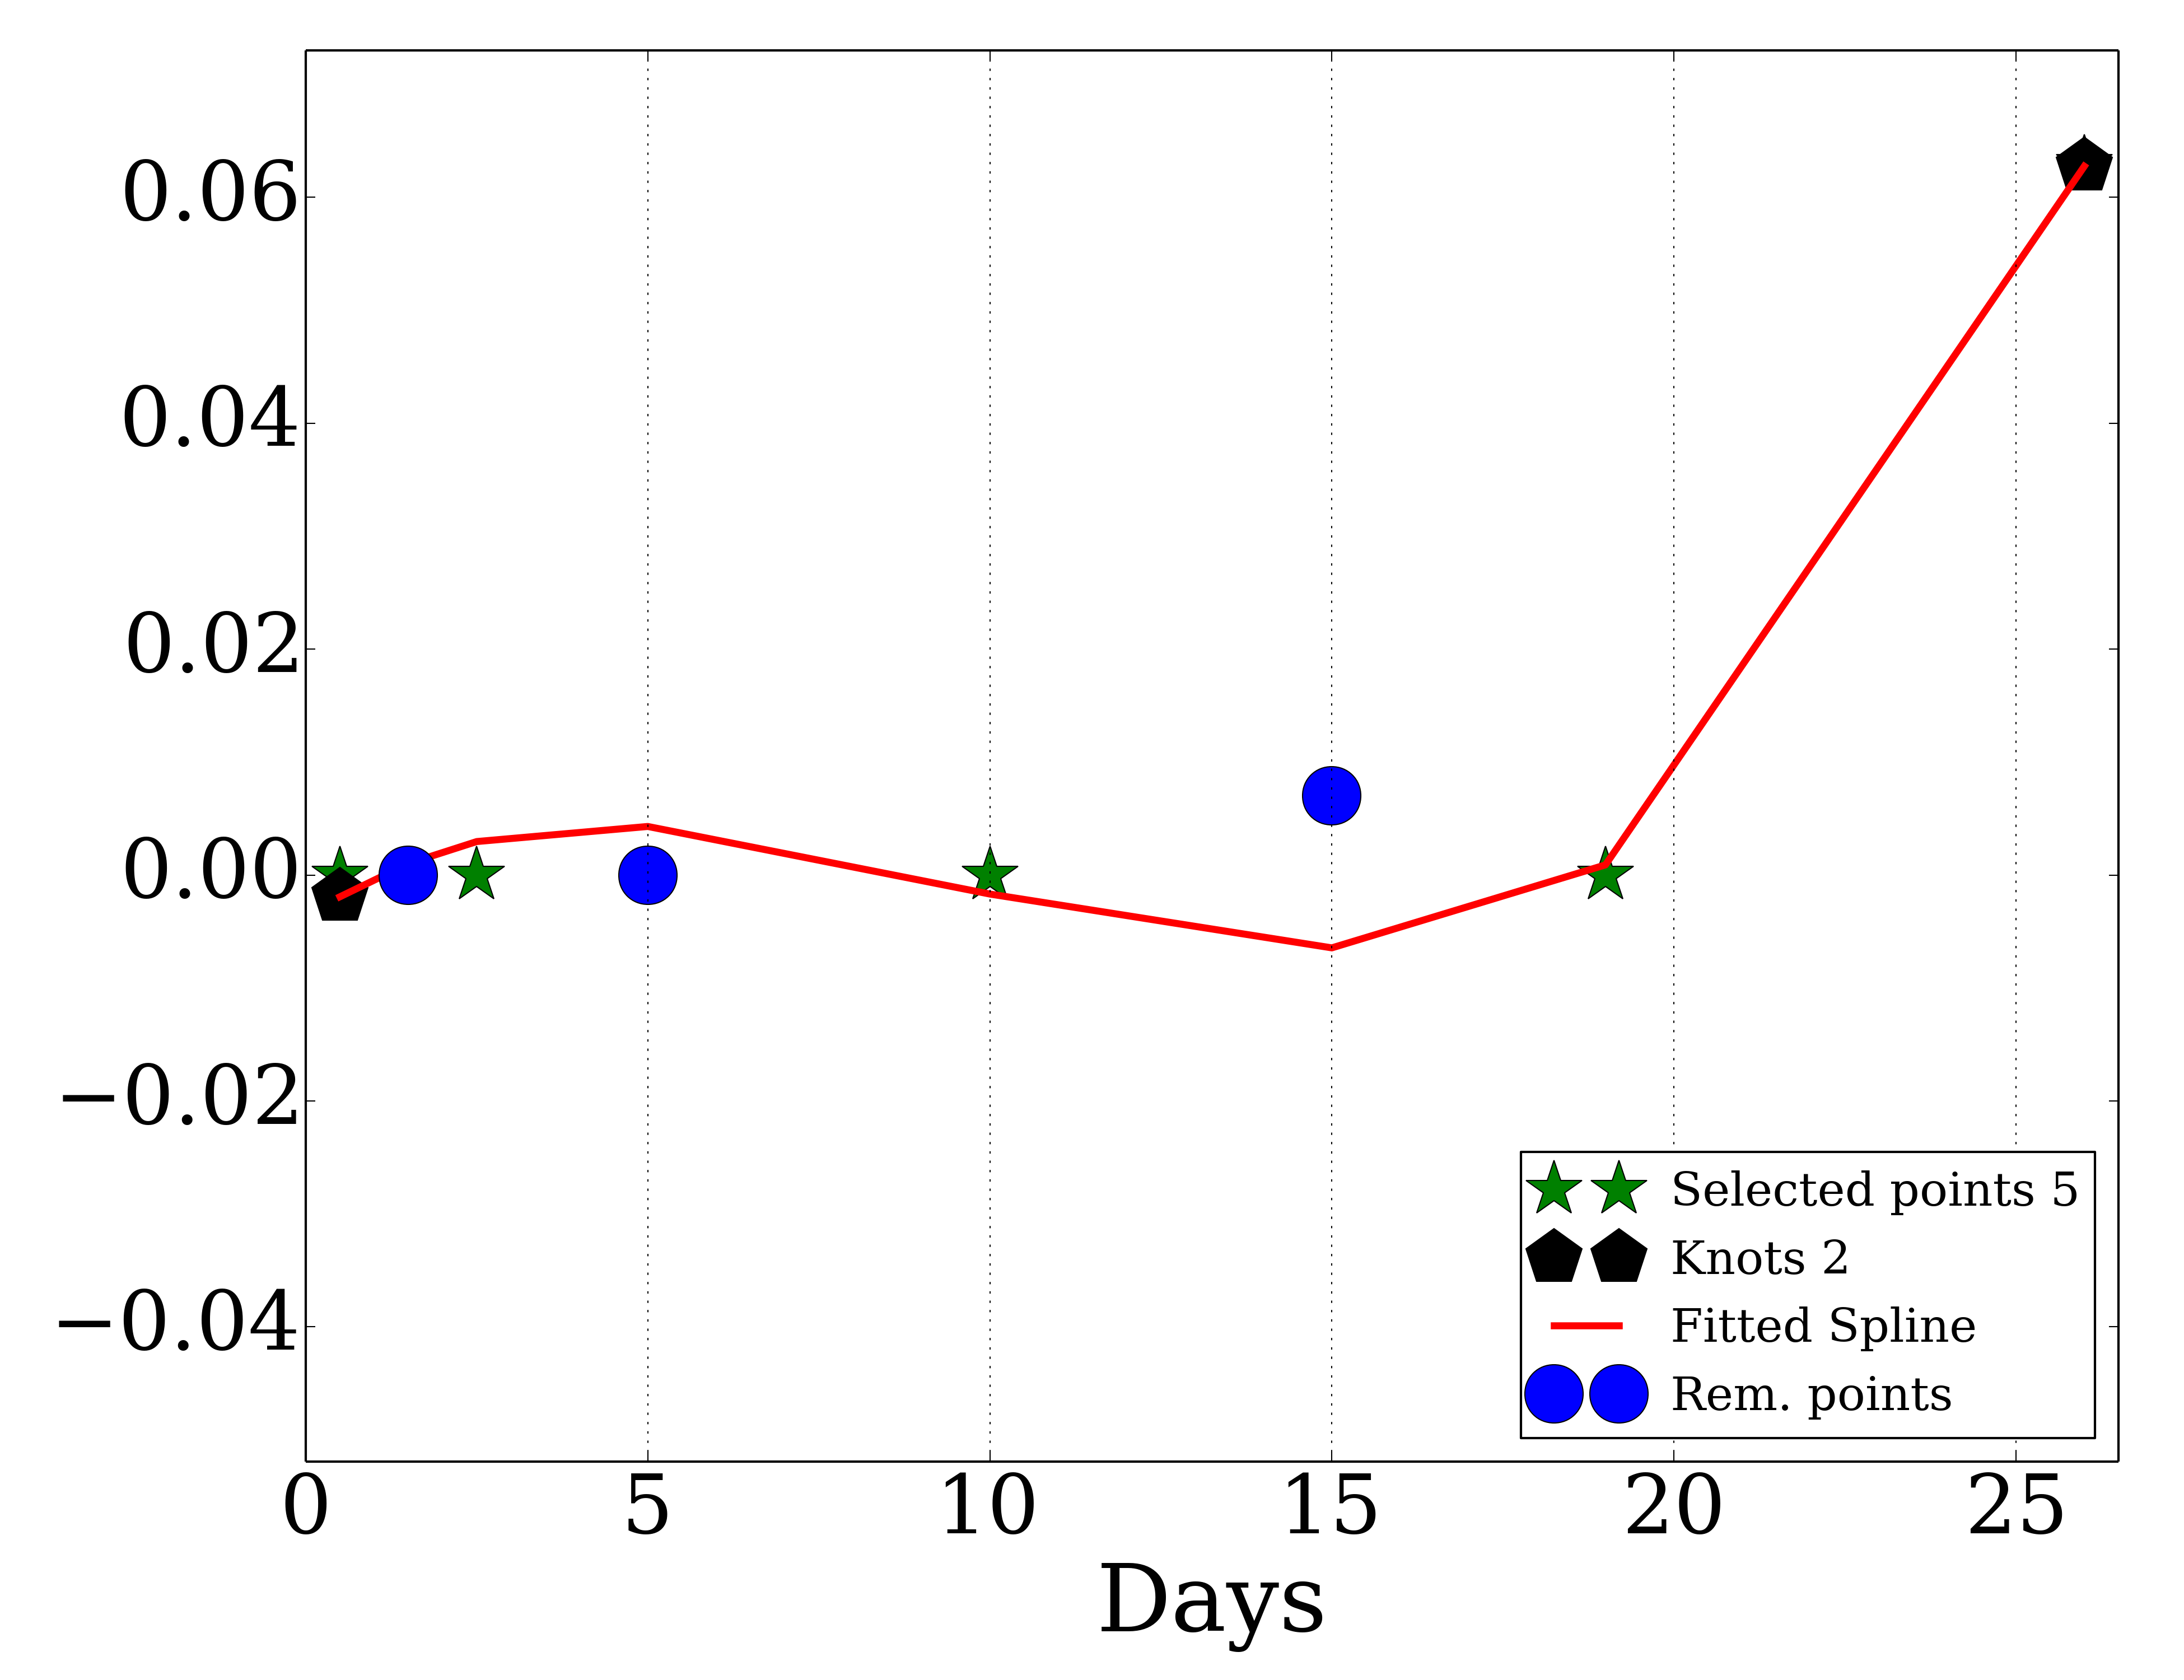 0.06
0.04
0.02
0.00
−0.02
−0.04
0 5 10 15 20 25
Days
Selected points 5
Knots 2
Fitted Spline
Rem. points